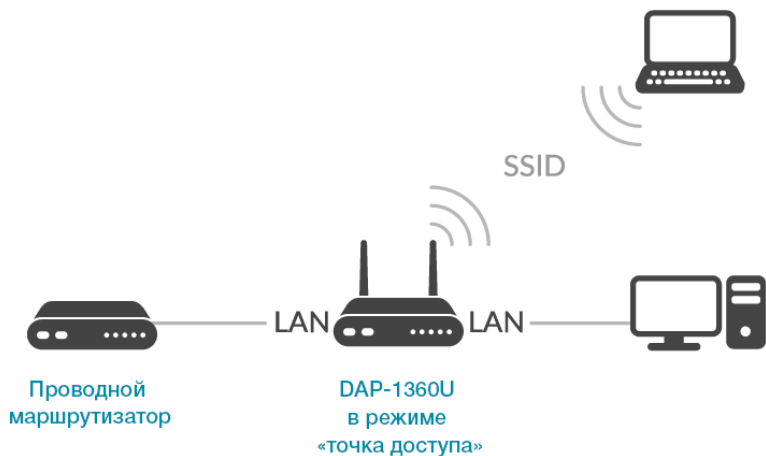 SSID
LAN
LAN
Проводной
маршрутизатор
DAP-1360U
в режиме
«точка доступа»